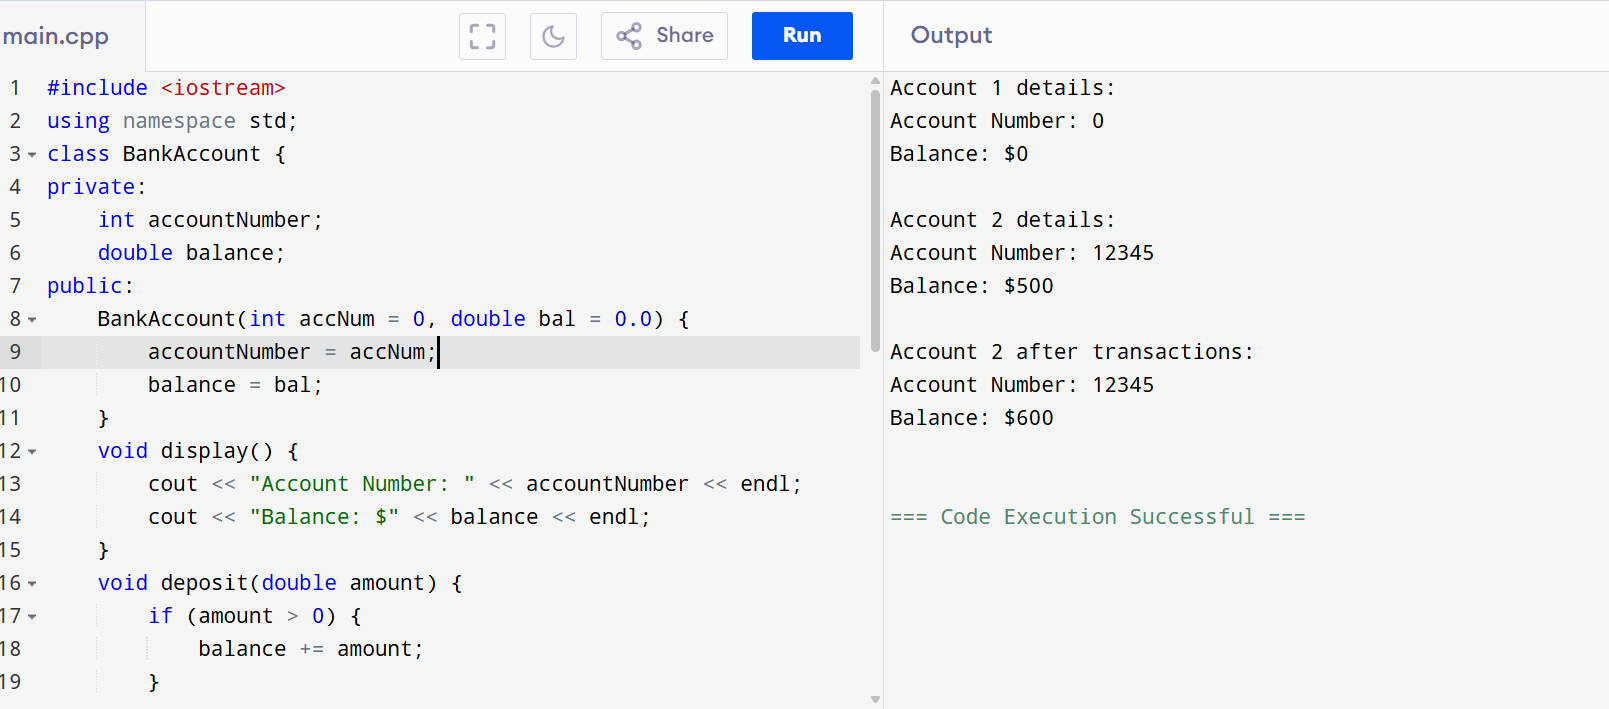 main.cpp
Share
Run
Output
1 #include <iostream>
2 using namespace std;
3 class BankAccount {
4 private:
5     int accountNumber;
6     double balance;
7 public:
8     BankAccount(int accNum = 0, double bal = 0.0) {
9         accountNumber = accNum;
10         balance = bal;
11     }
12     void display() {
13         cout << "Account Number: " << accountNumber << endl;
14         cout << "Balance: $" << balance << endl;
15     }
16     void deposit(double amount) {
17         if (amount > 0) {
18             balance += amount;
19         }
Account 1 details:
Account Number: 0
Balance: $0
Account 2 details:
Account Number: 12345
Balance: $500
Account 2 after transactions:
Account Number: 12345
Balance: $600
=== Code Execution Successful ===